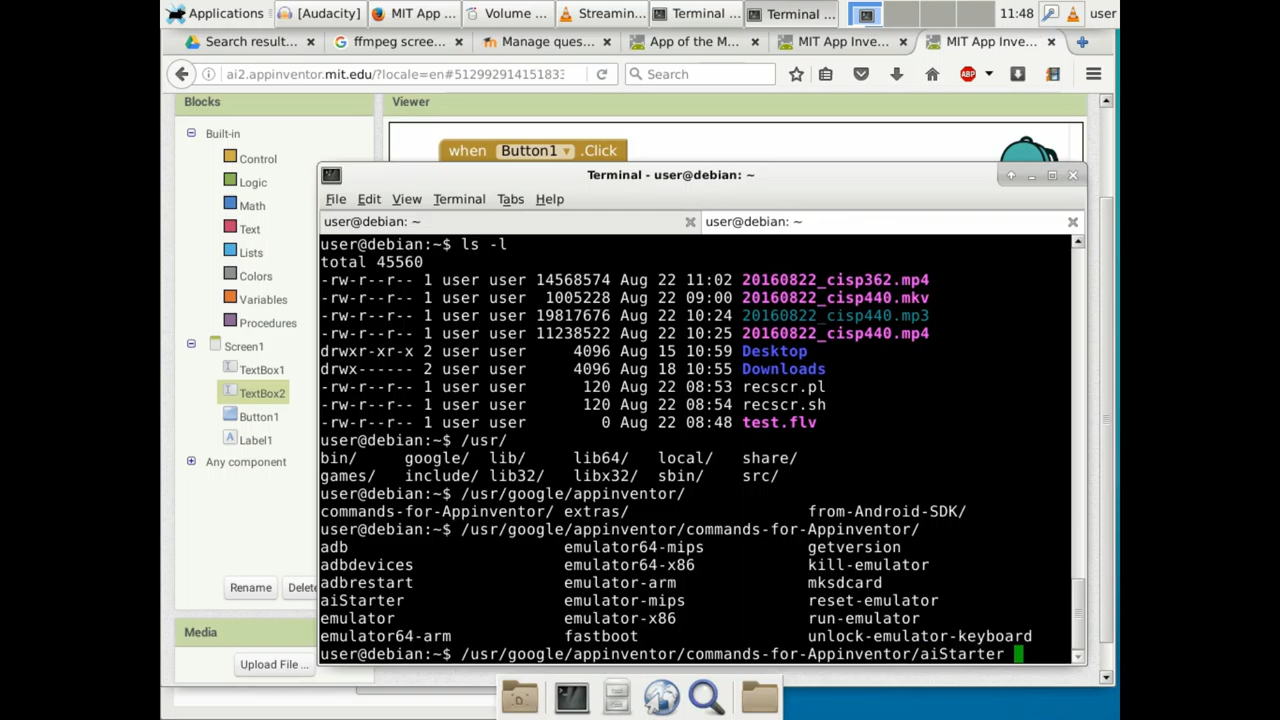 Applications [Audacity] MIT App ... Volume ... Streamin... Terminal ... Terminal ... 11:48 user
Search result... ffmpeg scree... Manage ques... App of the M... MIT App Inve... MIT App Inve...
ai2.appinventor.mit.edu/?locale=en#512992914151833 Search ABP
Blocks Viewer
Built-in
when Button1 .Click
Control
Logic
Math
Text
Lists
Colors
Variables
Procedures
Screen1
TextBox1
TextBox2
Button1
Label1
Any component
Rename Delete
Media
Upload File ...
Terminal - user@debian: ~
File Edit View Terminal Tabs Help
user@debian: ~ user@debian: ~
user@debian:~$ ls -l
total 45560
-rw-r--r-- 1 user user 14568574 Aug 22 11:02 20160822_cisp362.mp4
-rw-r--r-- 1 user user 1005228 Aug 22 09:00 20160822_cisp440.mkv
-rw-r--r-- 1 user user 19817676 Aug 22 10:24 20160822_cisp440.mp3
-rw-r--r-- 1 user user 11238522 Aug 22 10:25 20160822_cisp440.mp4
drwxr-xr-x 2 user user 4096 Aug 15 10:59 Desktop
drwx------ 2 user user 4096 Aug 18 10:55 Downloads
-rw-r--r-- 1 user user 120 Aug 22 08:53 recscr.pl
-rw-r--r-- 1 user user 120 Aug 22 08:54 recscr.sh
-rw-r--r-- 1 user user 0 Aug 22 08:48 test.flv
user@debian:~$ /usr/
bin/ google/ lib/ lib64/ local/ share/
games/ include/ lib32/ libx32/ sbin/ src/
user@debian:~$ /usr/google/appinventor/
commands-for-Appinventor/ extras/ from-Android-SDK/
user@debian:~$ /usr/google/appinventor/commands-for-Appinventor/
adb emulator64-mips getversion
adbdevices emulator64-x86 kill-emulator
adbrestart emulator-arm mksdcard
aiStarter emulator-mips reset-emulator
emulator emulator-x86 run-emulator
emulator64-arm fastboot unlock-emulator-keyboard
user@debian:~$ /usr/google/appinventor/commands-for-Appinventor/aiStarter